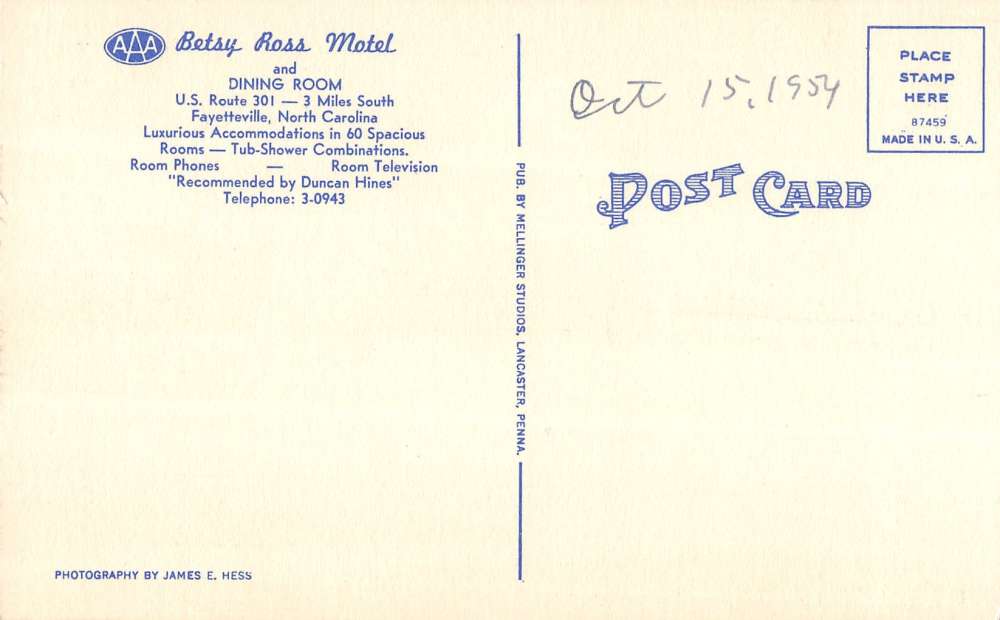 AAA Betsy Ross Motel
and
DINING ROOM
U.S. Route 301 — 3 Miles South
Fayetteville, North Carolina
Luxurious Accommodations in 60 Spacious
Rooms — Tub-Shower Combinations.
Room Phones — Room Television
"Recommended by Duncan Hines"
Telephone: 3-0943
PHOTOGRAPHY BY JAMES E. HESS
PUB. BY MELLINGER STUDIOS, LANCASTER, PENNA.
Oct 15, 1954
PLACE
STAMP
HERE
87459
MADE IN U. S. A.
POST CARD